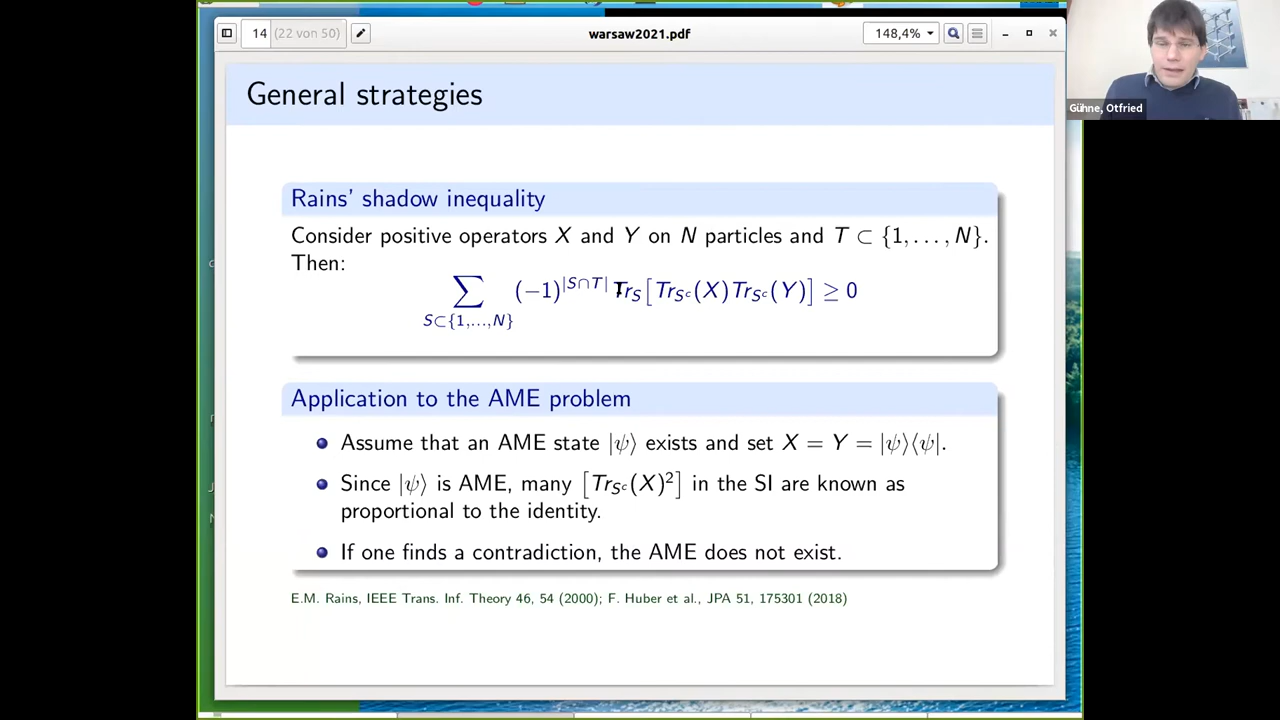 14 (22 von 50)
warsaw2021.pdf
148,4%
Gühne, Otfried
General strategies
Rains' shadow inequality
Consider positive operators X and Y on N particles and T ⊂ {1, . . . , N}.
Then:
∑_{S⊂{1,...,N}} (−1)^{|S∩T|} Tr_S [Tr_{S^c}(X) Tr_{S^c}(Y)] ≥ 0
Application to the AME problem
Assume that an AME state |ψ⟩ exists and set X = Y = |ψ⟩⟨ψ|.
Since |ψ⟩ is AME, many [Tr_{S^c}(X)^2] in the SI are known as
proportional to the identity.
If one finds a contradiction, the AME does not exist.
E.M. Rains, IEEE Trans. Inf. Theory 46, 54 (2000); F. Huber et al., JPA 51, 175301 (2018)